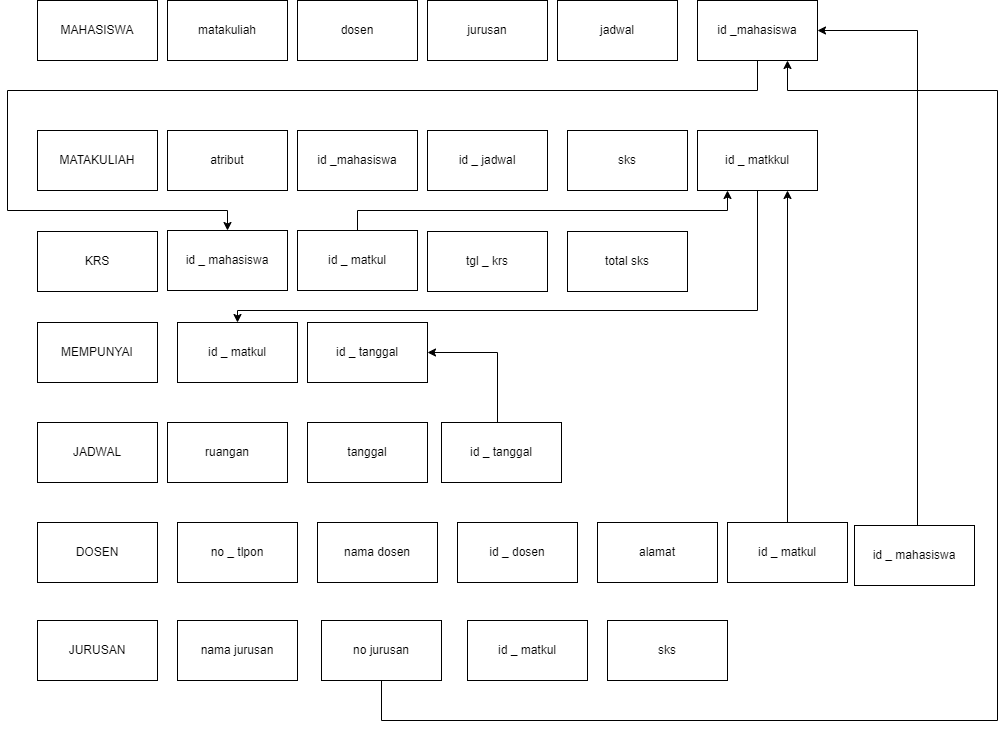 MAHASISWA matakuliah dosen jurusan jadwal id _mahasiswa
MATAKULIAH atribut id _mahasiswa id _ jadwal sks id _ matkkul
KRS id _ mahasiswa id _ matkul tgl _ krs total sks
MEMPUNYAI id _ matkul id _ tanggal
JADWAL ruangan tanggal id _ tanggal
DOSEN no _ tlpon nama dosen id _ dosen alamat id _ matkul id _ mahasiswa
JURUSAN nama jurusan no jurusan id _ matkul sks